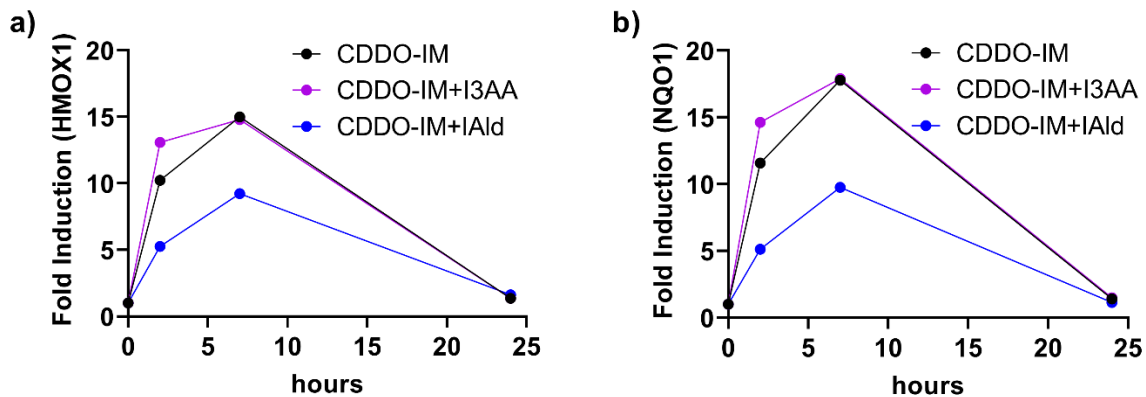 a)
Fold Induction (HMOX1)
20
15
10
5
0
CDDO-IM
CDDO-IM+I3AA
CDDO-IM+IAld
0 5 10 15 20 25
hours
b)
Fold Induction (NQO1)
20
15
10
5
0
CDDO-IM
CDDO-IM+I3AA
CDDO-IM+IAld
0 5 10 15 20 25
hours